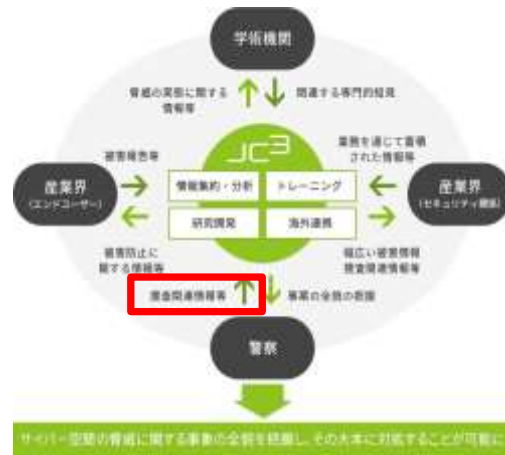 学術機関
脅威の実態に関する
情報等
関連する専門的知見
JC3
業務を通じて蓄積
された情報等
被害報告等
産業界
(エンドユーザー)
情報集約・分析
トレーニング
産業界
(セキュリティ関係)
研究開発
海外連携
被害防止に
関する情報等
幅広い被害情報
捜査関連情報等
捜査関連情報等
事案の全貌の把握
警察
サイバー空間の脅威に関する事象の全貌を把握し、その大本に対処することが可能に